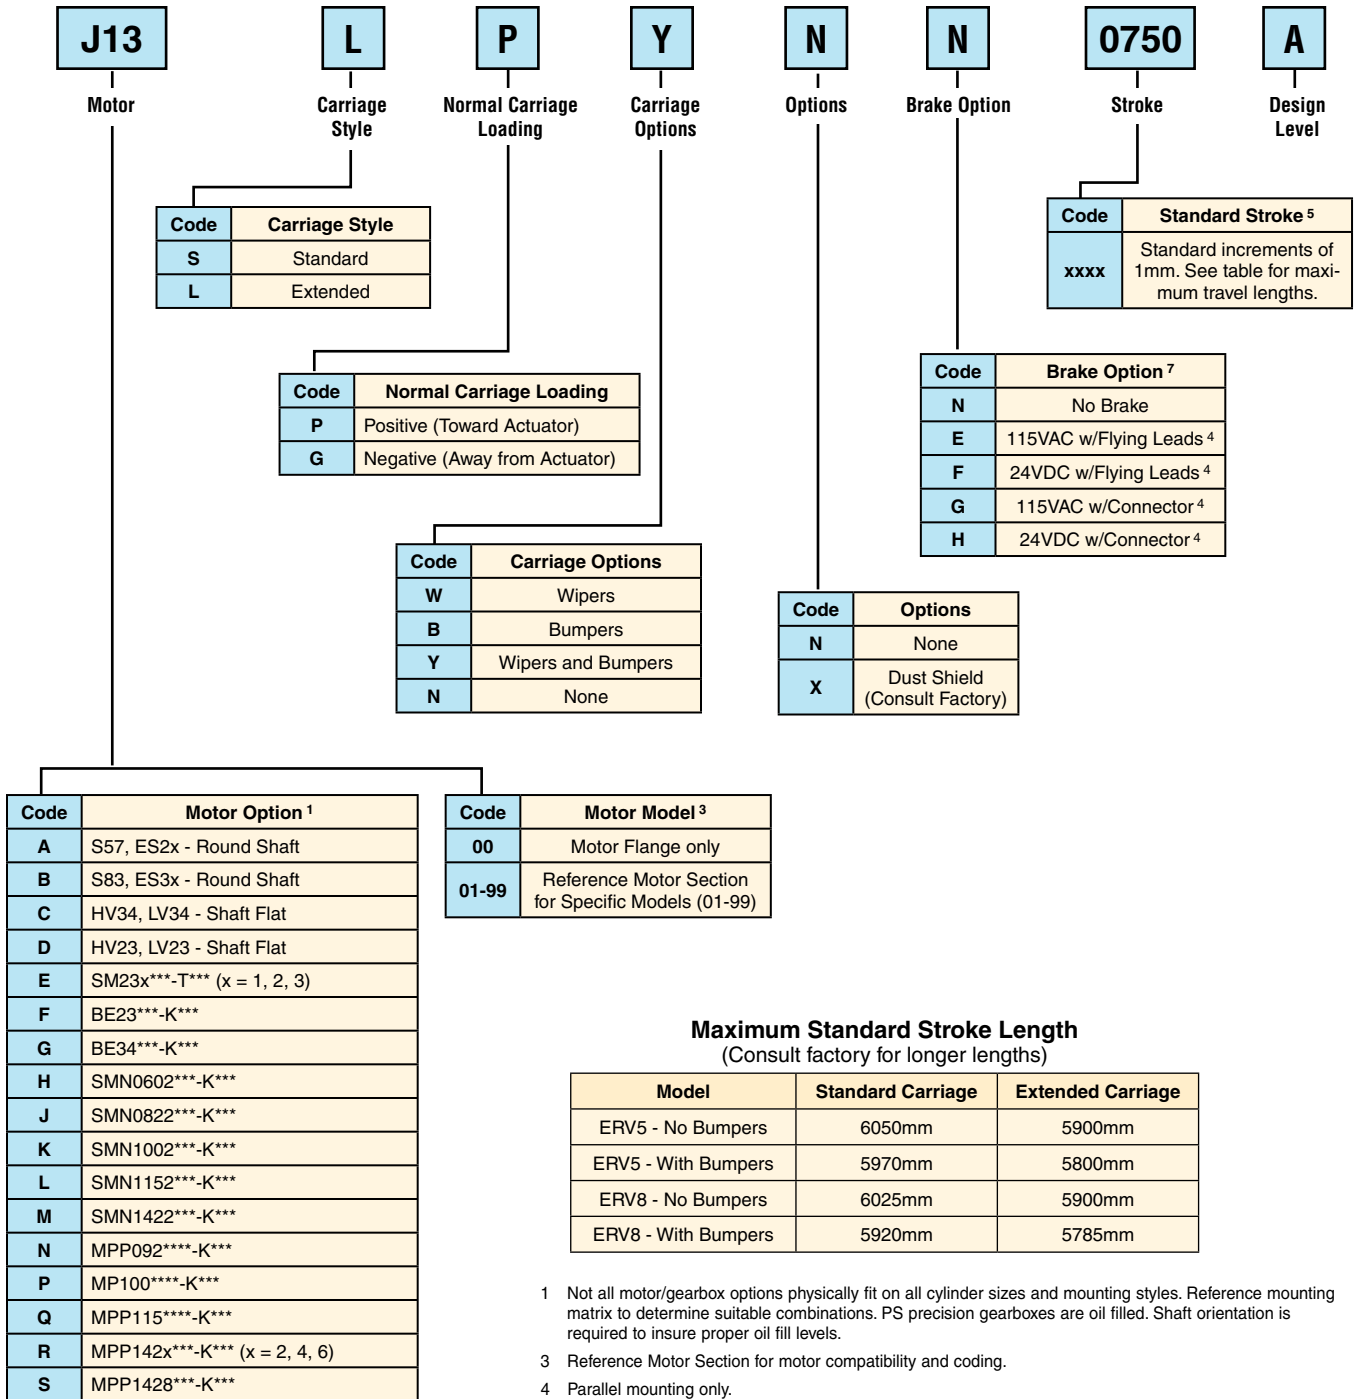 J13 L P Y N N 0750 A
Motor
Carriage
Style
Normal Carriage
Loading
Carriage
Options
Options
Brake Option
Stroke
Design
Level
Code Carriage Style
S Standard
L Extended
Code Standard Stroke 5
xxxx Standard increments of
1mm. See table for maxi-
mum travel lengths.
Code Normal Carriage Loading
P Positive (Toward Actuator)
G Negative (Away from Actuator)
Code Brake Option 7
N No Brake
E 115VAC w/Flying Leads 4
F 24VDC w/Flying Leads 4
G 115VAC w/Connector 4
H 24VDC w/Connector 4
Code Carriage Options
W Wipers
B Bumpers
Y Wipers and Bumpers
N None
Code Options
N None
X Dust Shield
(Consult Factory)
Code Motor Option 1
A S57, ES2x - Round Shaft
B S83, ES3x - Round Shaft
C HV34, LV34 - Shaft Flat
D HV23, LV23 - Shaft Flat
E SM23x***-T*** (x = 1, 2, 3)
F BE23***-K***
G BE34***-K***
H SMN0602***-K***
J SMN0822***-K***
K SMN1002***-K***
L SMN1152***-K***
M SMN1422***-K***
N MPP092****-K***
P MP100****-K***
Q MPP115****-K***
R MPP142x***-K*** (x = 2, 4, 6)
S MPP1428***-K***
Code Motor Model 3
00 Motor Flange only
01-99 Reference Motor Section
for Specific Models (01-99)
Maximum Standard Stroke Length
(Consult factory for longer lengths)
Model Standard Carriage Extended Carriage
ERV5 - No Bumpers 6050mm 5900mm
ERV5 - With Bumpers 5970mm 5800mm
ERV8 - No Bumpers 6025mm 5900mm
ERV8 - With Bumpers 5920mm 5785mm
1 Not all motor/gearbox options physically fit on all cylinder sizes and mounting styles. Reference mounting
matrix to determine suitable combinations. PS precision gearboxes are oil filled. Shaft orientation is
required to insure proper oil fill levels.
3 Reference Motor Section for motor compatibility and coding.
4 Parallel mounting only.